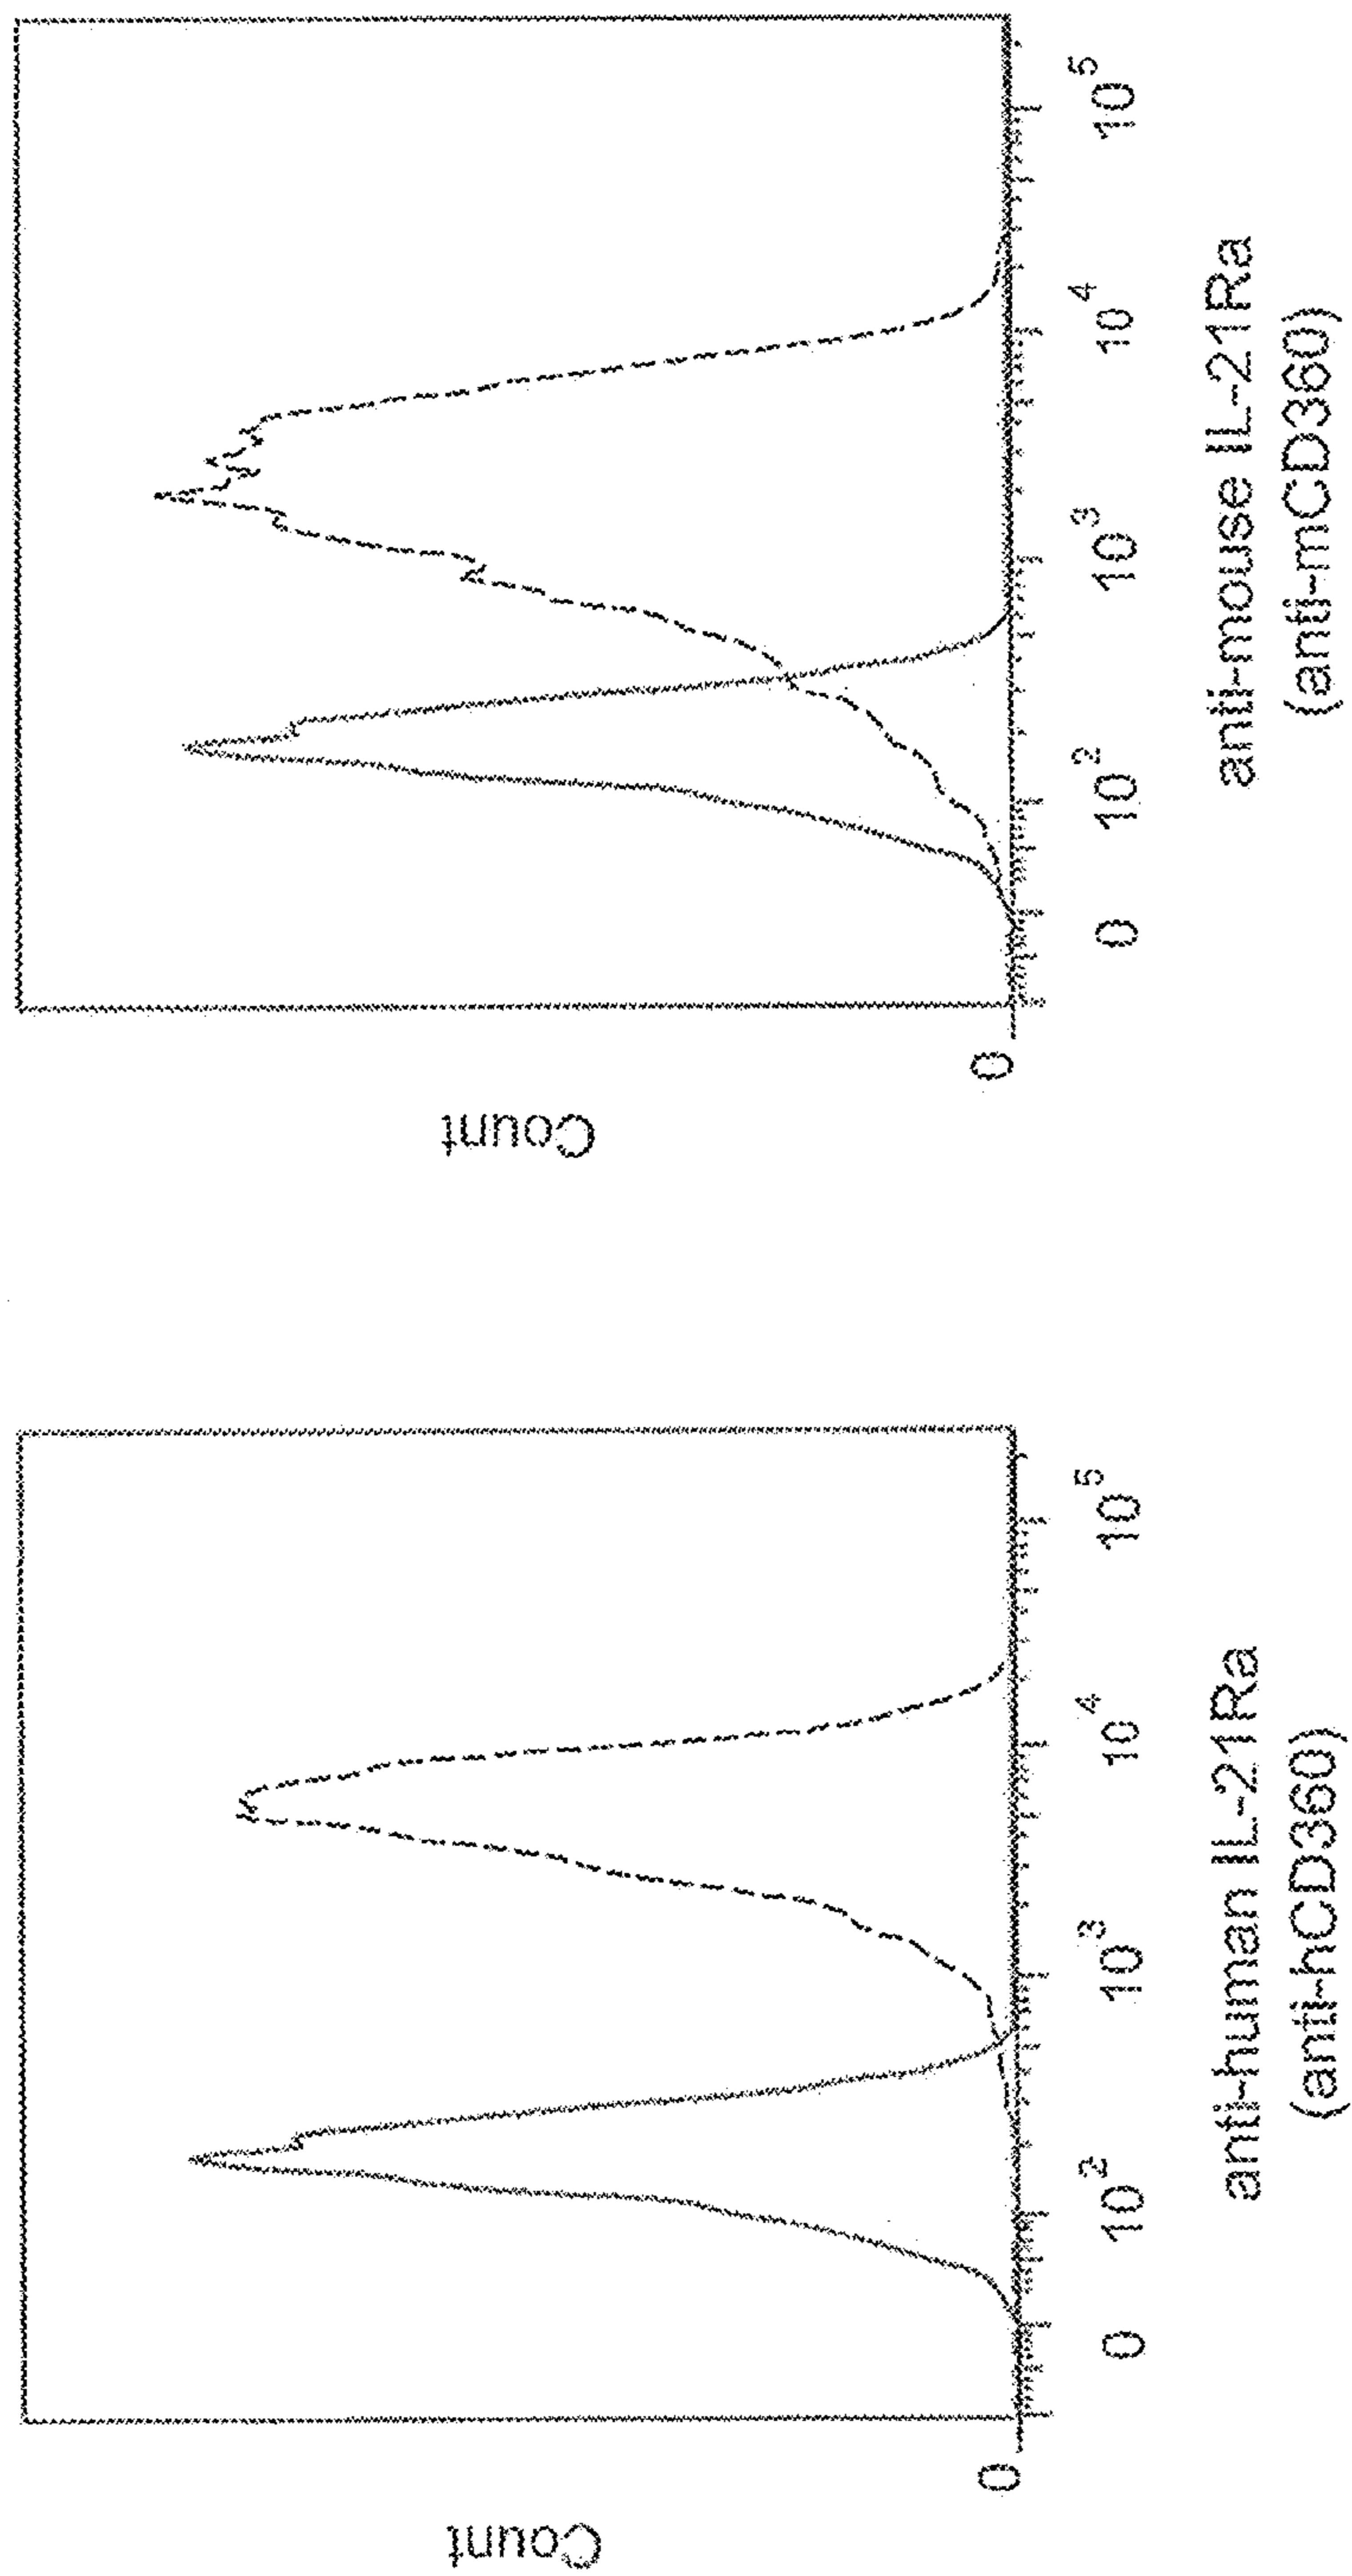 Count
0
0
10^2
10^3
10^4
10^5
anti-human IL-21Ra
(anti-hCD360)
Count
0
0
10^2
10^3
10^4
10^5
anti-mouse IL-21Ra
(anti-mCD360)